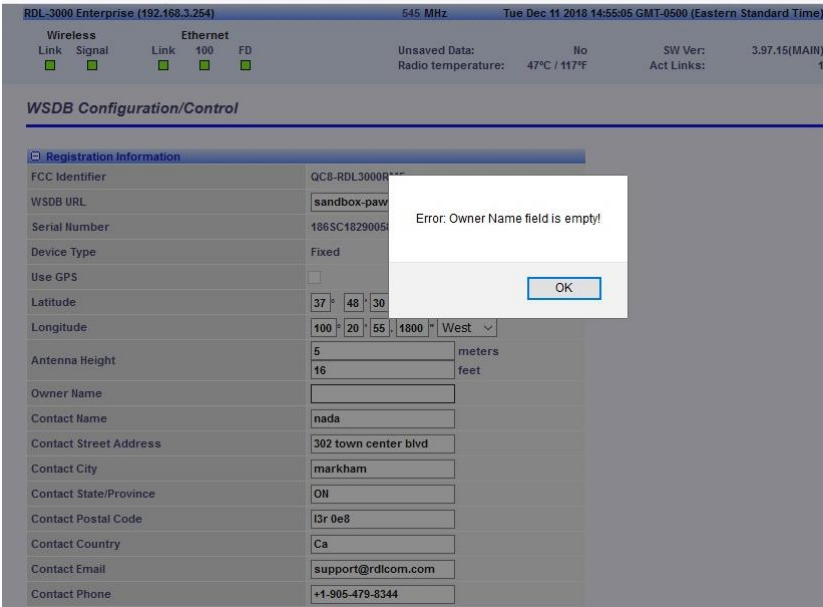 RDL-3000 Enterprise (192.168.3.254) 545 MHz Tue Dec 11 2018 14:55:05 GMT-0500 (Eastern Standard Time)
Wireless Ethernet
Link Signal Link 100 FD Unsaved Data: No SW Ver: 3.97.15(MAIN)
Radio temperature: 47ºC / 117ºF Act Links: 1
WSDB Configuration/Control
Registration Information
FCC Identifier QC8-RDL3000
WSDB URL sandbox-paw
Serial Number 186SC1829005
Device Type Fixed
Use GPS
Latitude 37 º 48 ' 30
Longitude 100 º 20 ' 55 . 1800 " West
Antenna Height
5 meters
16 feet
Owner Name
Contact Name nada
Contact Street Address 302 town center blvd
Contact City markham
Contact State/Province ON
Contact Postal Code l3r 0e8
Contact Country Ca
Contact Email support@rdlcom.com
Contact Phone +1-905-479-8344
Error: Owner Name field is empty!
OK